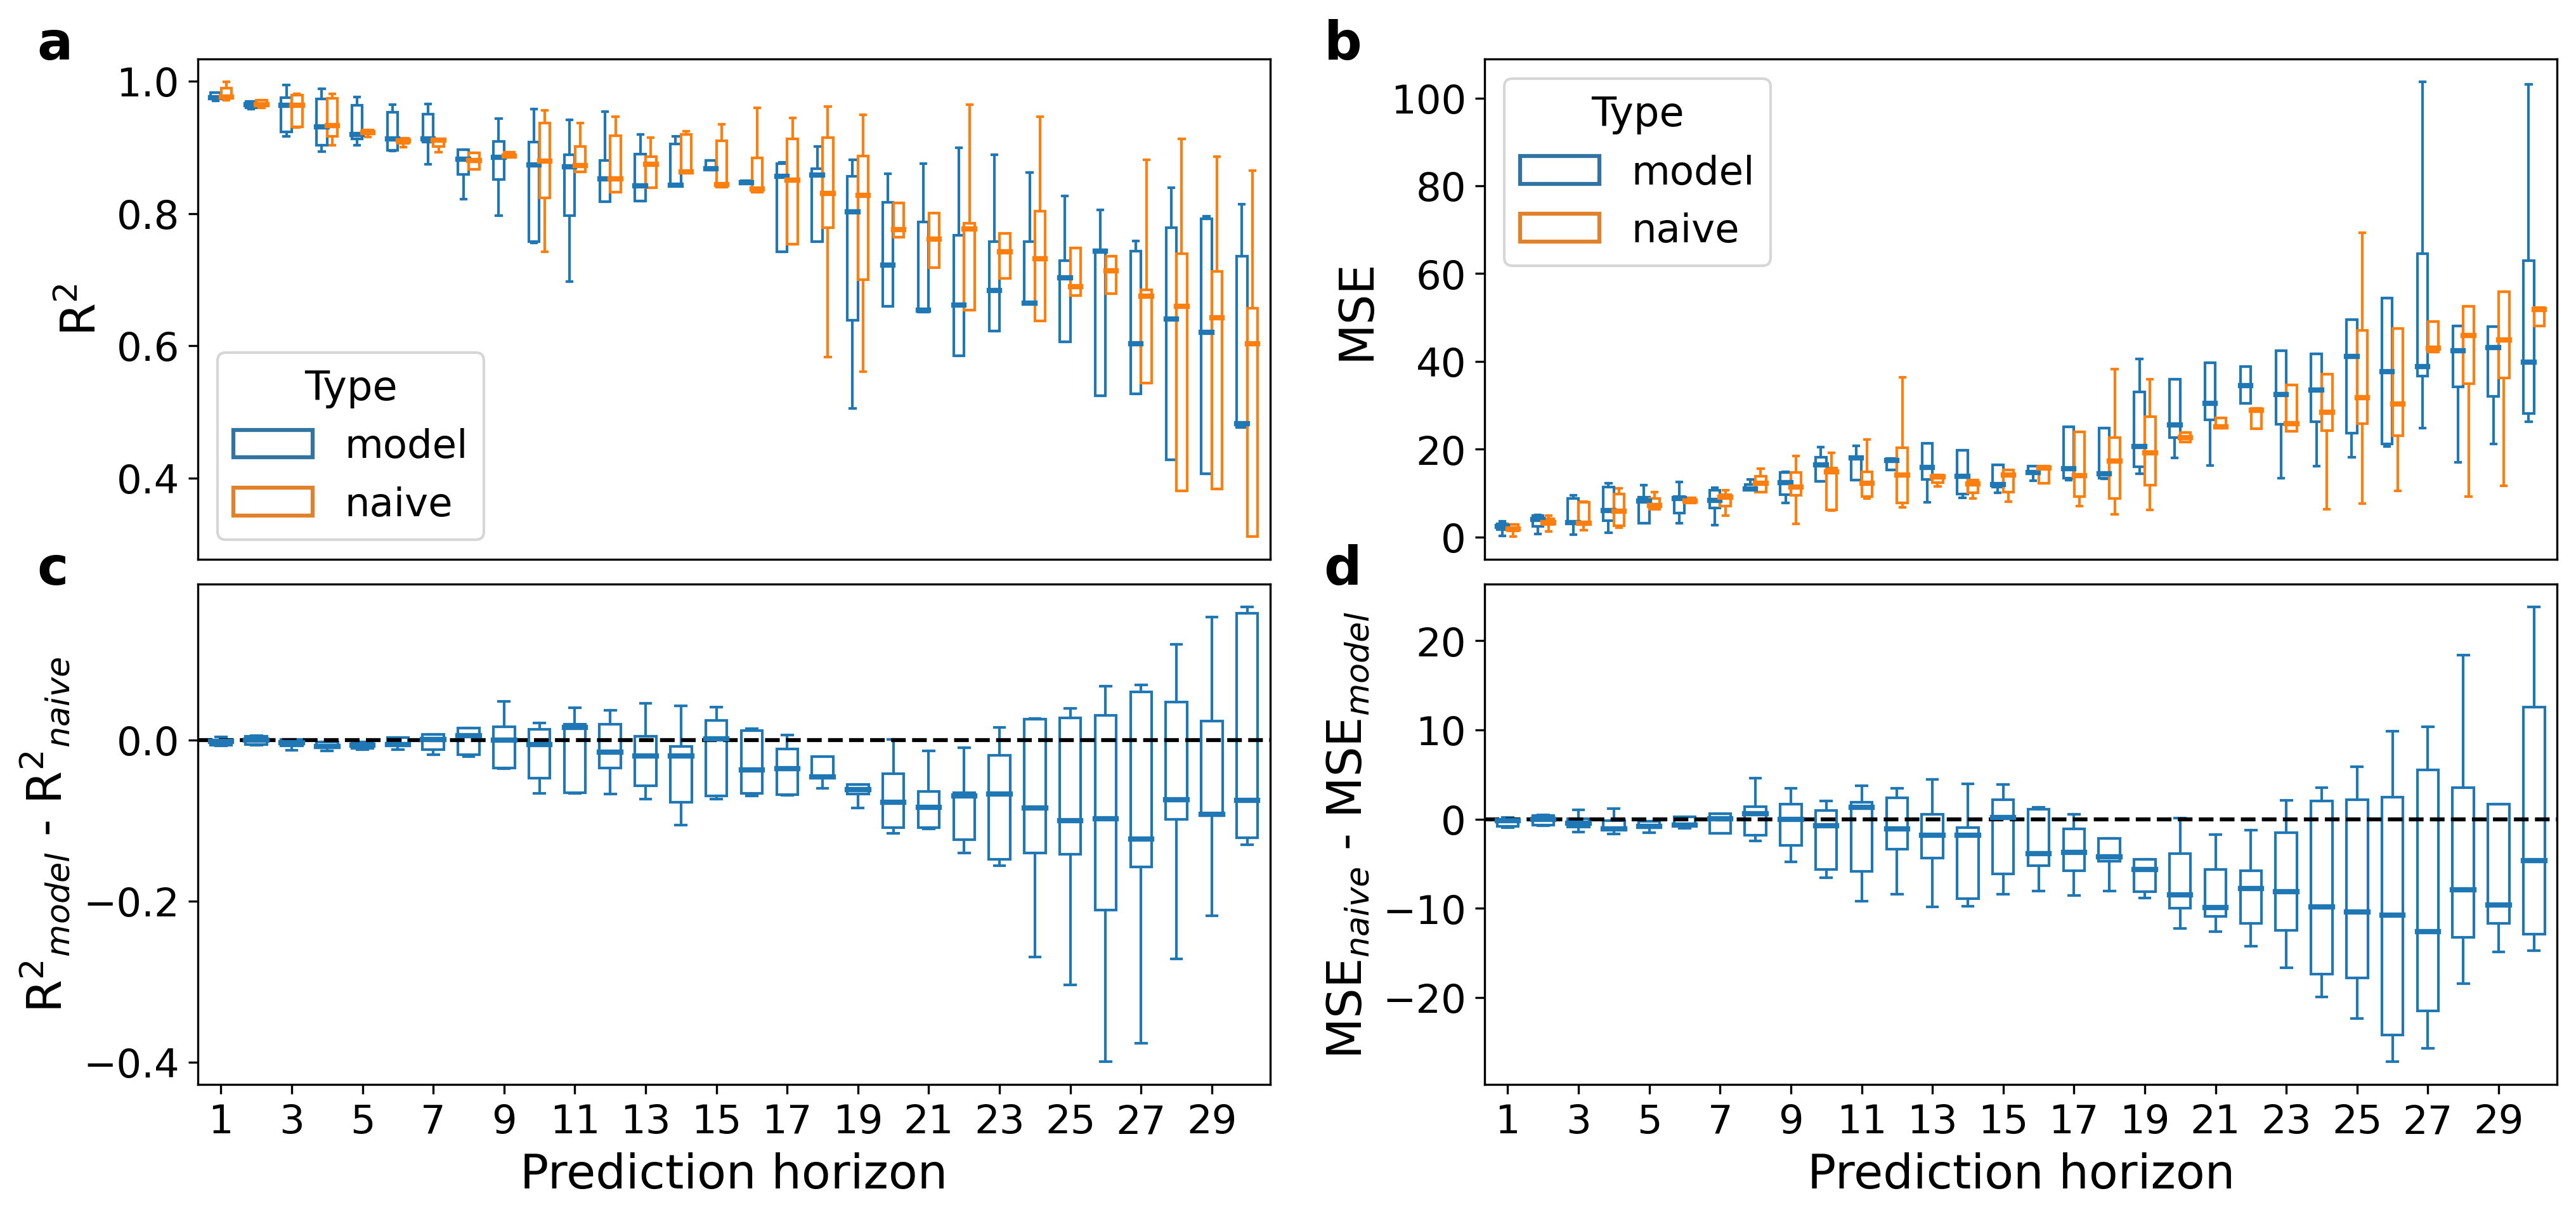 a
R²
1.0
0.8
0.6
0.4
Type
model
naive
b
MSE
100
80
60
40
20
0
Type
model
naive
c
R²model - R²naive
0.0
−0.2
−0.4
1 3 5 7 9 11 13 15 17 19 21 23 25 27 29
Prediction horizon
d
MSEnaive - MSEmodel
20
10
0
−10
−20
1 3 5 7 9 11 13 15 17 19 21 23 25 27 29
Prediction horizon